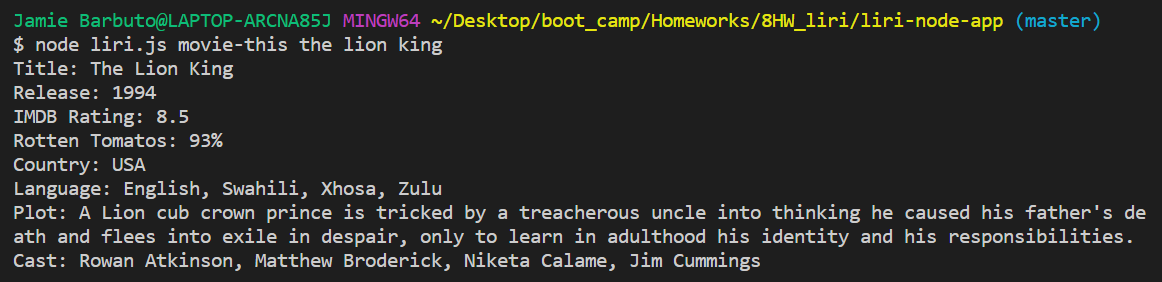 Jamie Barbuto@LAPTOP-ARCNA85J MINGW64 ~/Desktop/boot_camp/Homeworks/8HW_liri/liri-node-app (master)
$ node liri.js movie-this the lion king
Title: The Lion King
Release: 1994
IMDB Rating: 8.5
Rotten Tomatos: 93%
Country: USA
Language: English, Swahili, Xhosa, Zulu
Plot: A Lion cub crown prince is tricked by a treacherous uncle into thinking he caused his father's de
ath and flees into exile in despair, only to learn in adulthood his identity and his responsibilities.
Cast: Rowan Atkinson, Matthew Broderick, Niketa Calame, Jim Cummings